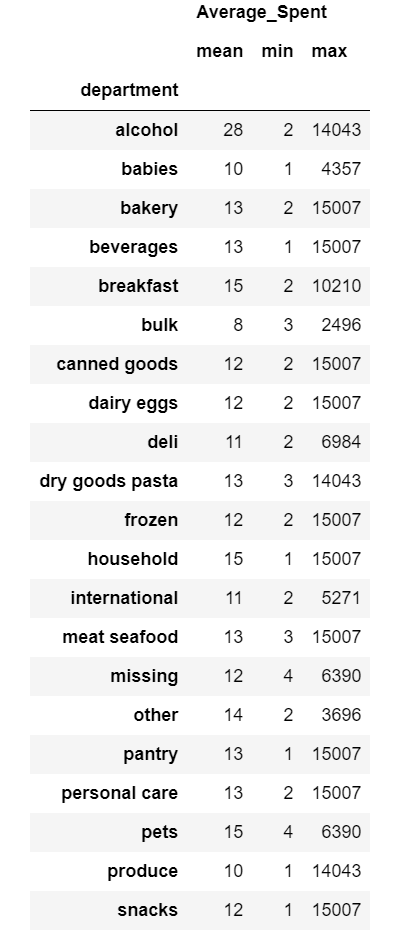 Average_Spent
mean min max
department
alcohol 28 2 14043
babies 10 1 4357
bakery 13 2 15007
beverages 13 1 15007
breakfast 15 2 10210
bulk 8 3 2496
canned goods 12 2 15007
dairy eggs 12 2 15007
deli 11 2 6984
dry goods pasta 13 3 14043
frozen 12 2 15007
household 15 1 15007
international 11 2 5271
meat seafood 13 3 15007
missing 12 4 6390
other 14 2 3696
pantry 13 1 15007
personal care 13 2 15007
pets 15 4 6390
produce 10 1 14043
snacks 12 1 15007